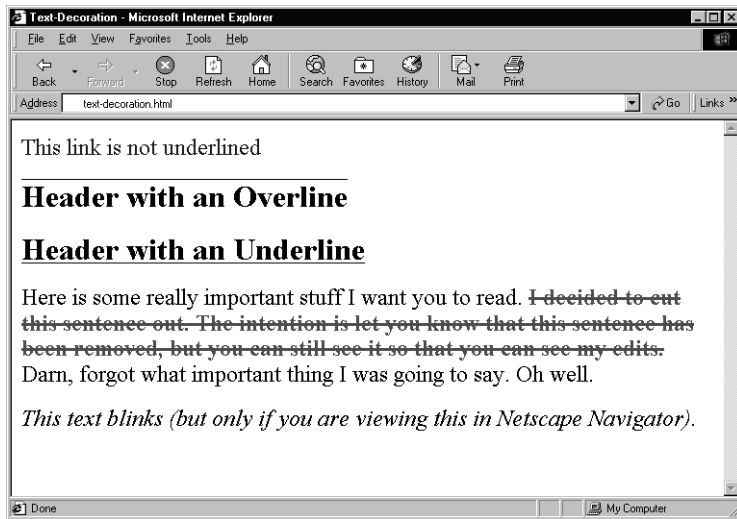 Text-Decoration - Microsoft Internet Explorer
File Edit View Favorites Tools Help
Back Forward Stop Refresh Home Search Favorites History Mail Print
Address text-decoration.html Go Links »
This link is not underlined
Header with an Overline
Header with an Underline
Here is some really important stuff I want you to read. I decided to cut
this sentence out. The intention is let you know that this sentence has
been removed, but you can still see it so that you can see my edits.
Darn, forgot what important thing I was going to say. Oh well.
This text blinks (but only if you are viewing this in Netscape Navigator).
Done My Computer